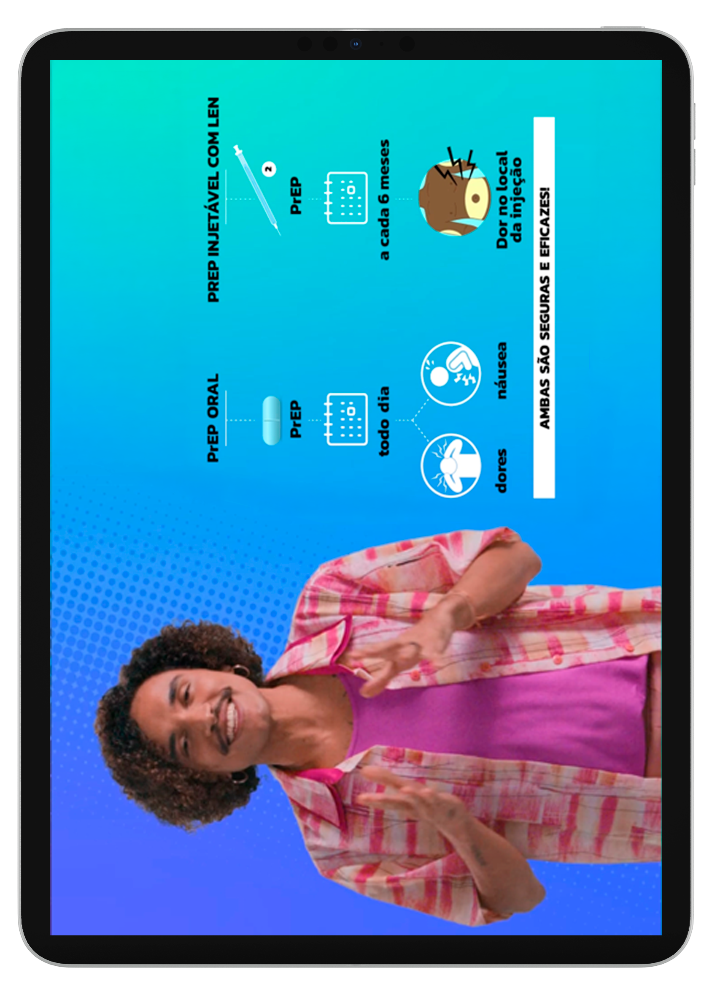 PrEP ORAL
PrEP
todo dia
dores
náusea
PREP INJETÁVEL COM LEN
2
PrEP
a cada 6 meses
Dor no local
da injeção
AMBAS SÃO SEGURAS E EFICAZES!